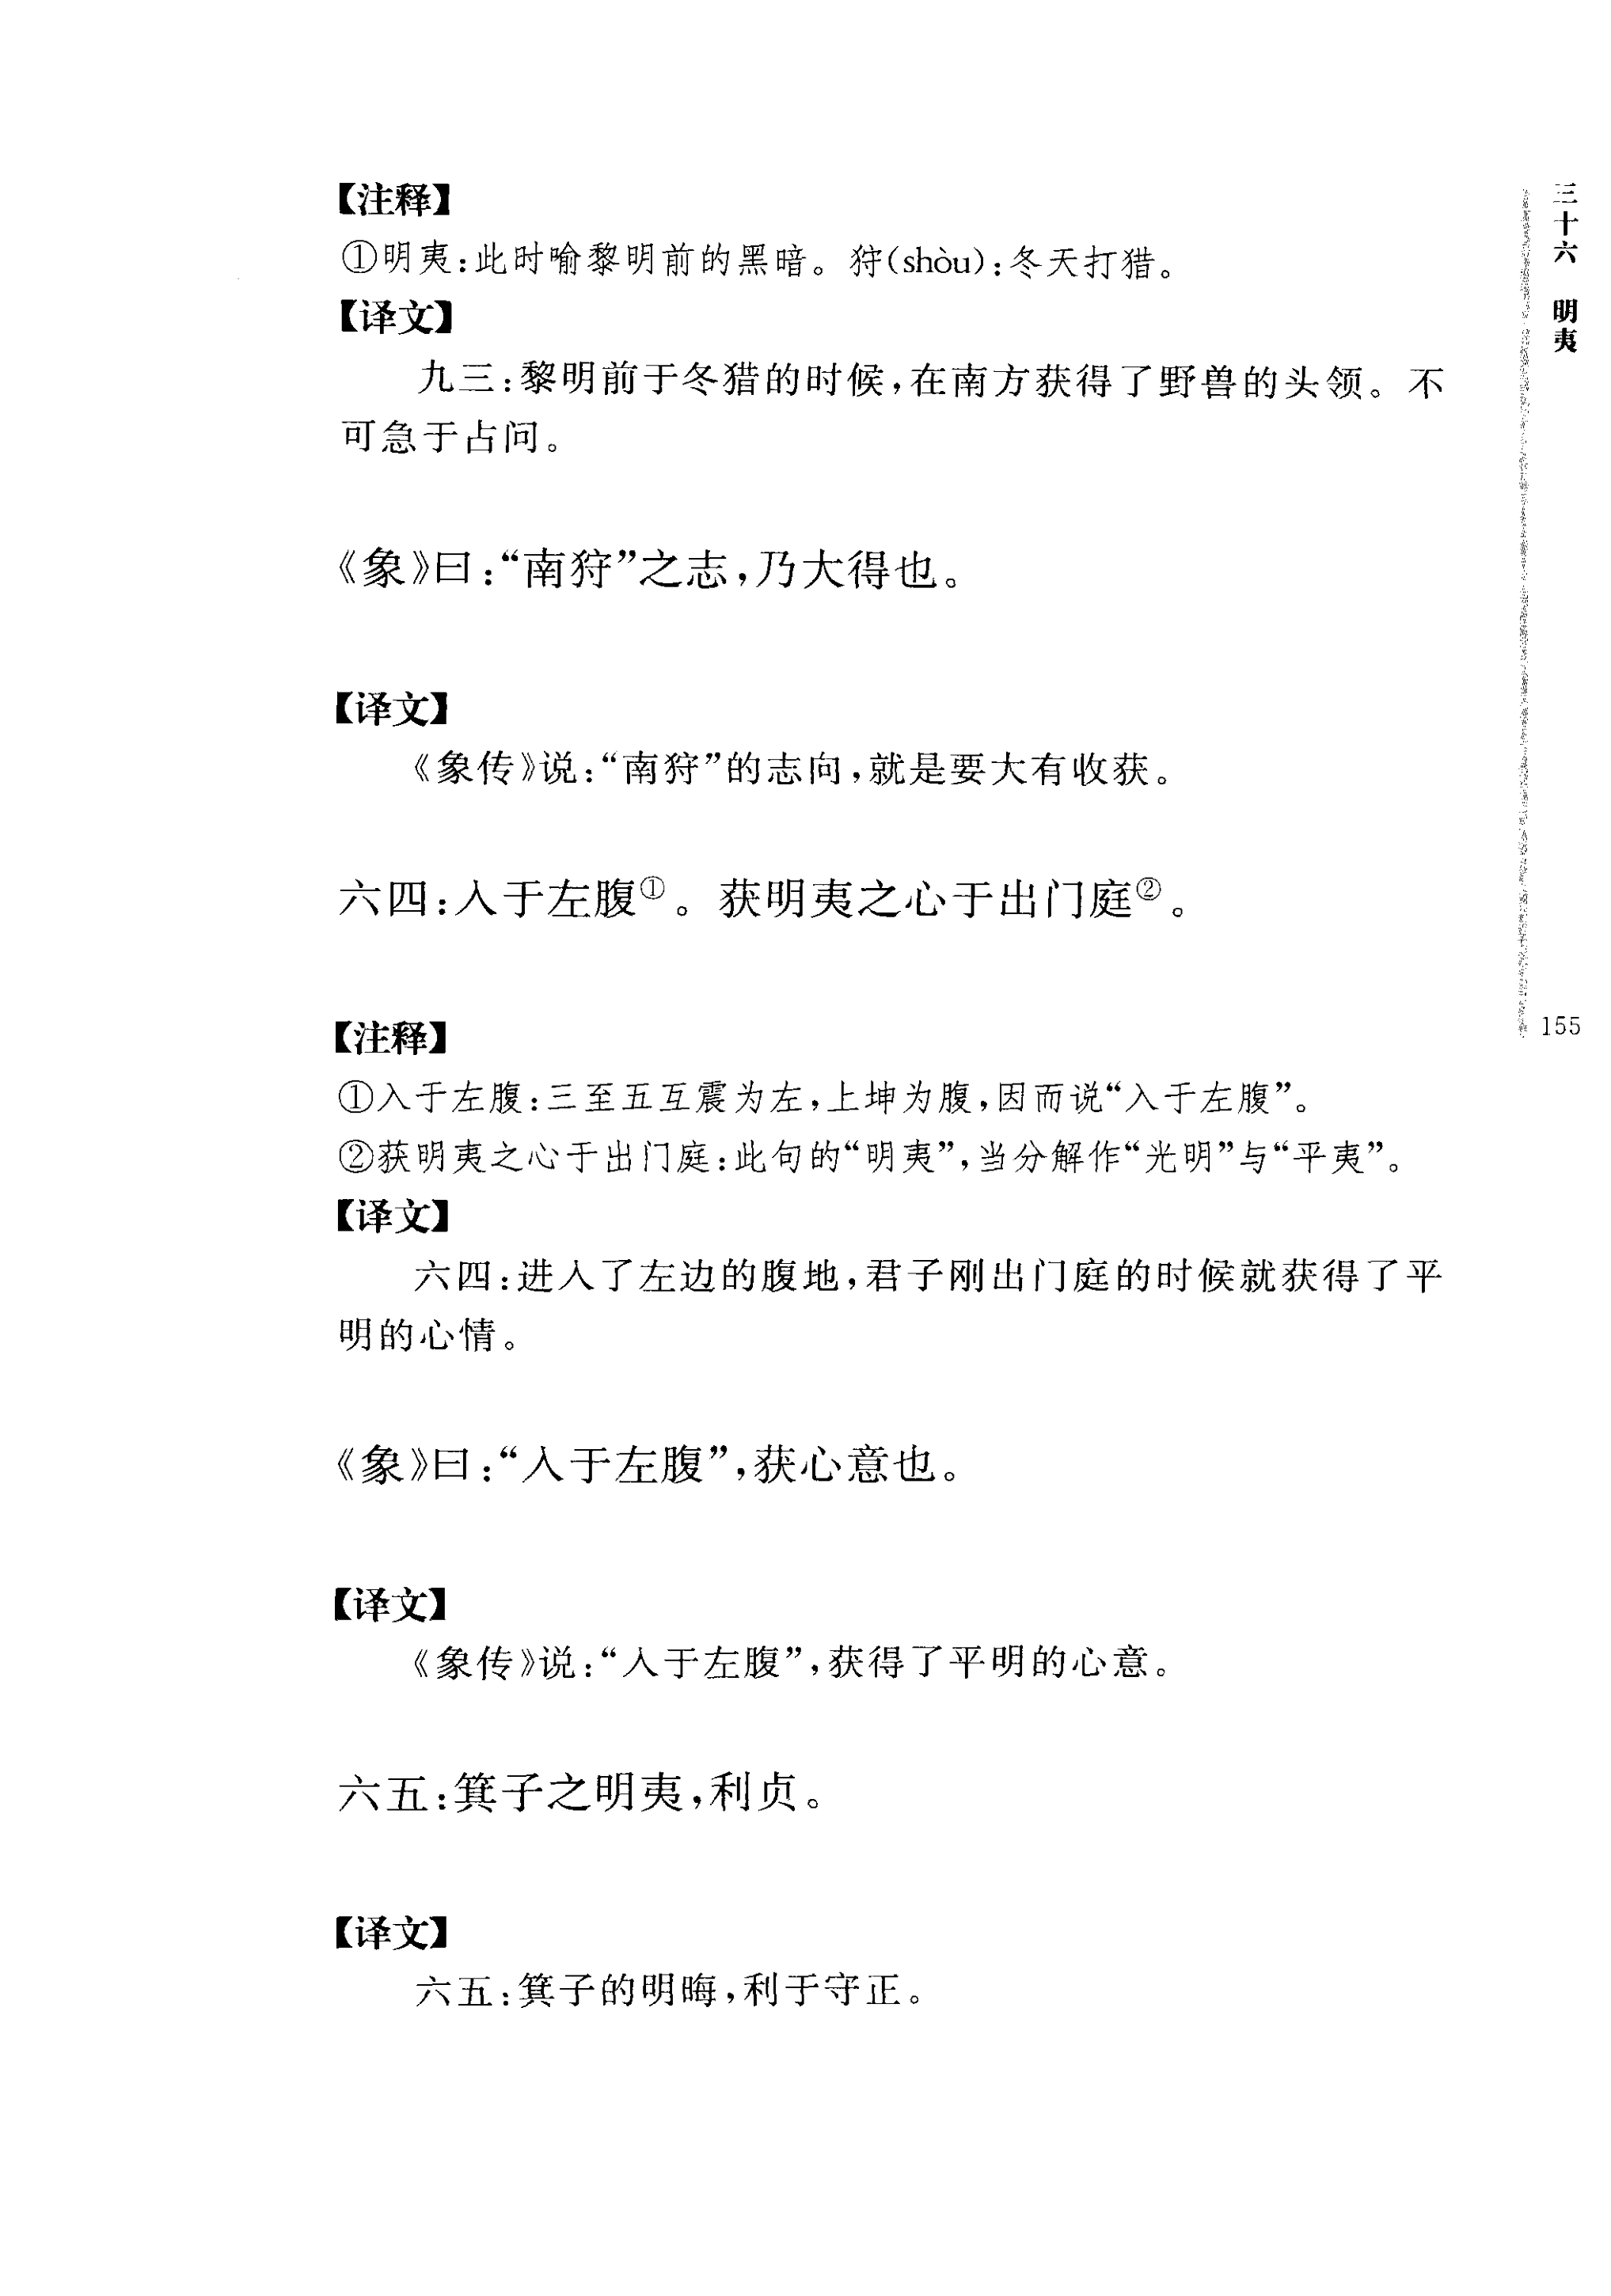 【注释】
①明夷:此时喻黎明前的黑暗。狩(shòu):冬天打猎。
【译文】
九三:黎明前于冬猎的时候,在南方获得了野兽的头领。不
可急于占问。
《象》曰:“南狩”之志,乃大得也。
【译文】
《象传》说:“南狩”的志向,就是要大有收获。
六四:入于左腹①。获明夷之心于出门庭②。
【注释】
①入于左腹:三至五互震为左,上坤为腹,因而说“入于左腹”。
②获明夷之心于出门庭:此句的“明夷”,当分解作“光明”与“平夷”。
【译文】
六四:进入了左边的腹地,君子刚出门庭的时候就获得了平
明的心情。
《象》曰:“入于左腹”,获心意也。
【译文】
《象传》说:“入于左腹”,获得了平明的心意。
六五:箕子之明夷,利贞。
【译文】
六五:箕子的明晦,利于守正。
三十六 明夷
155